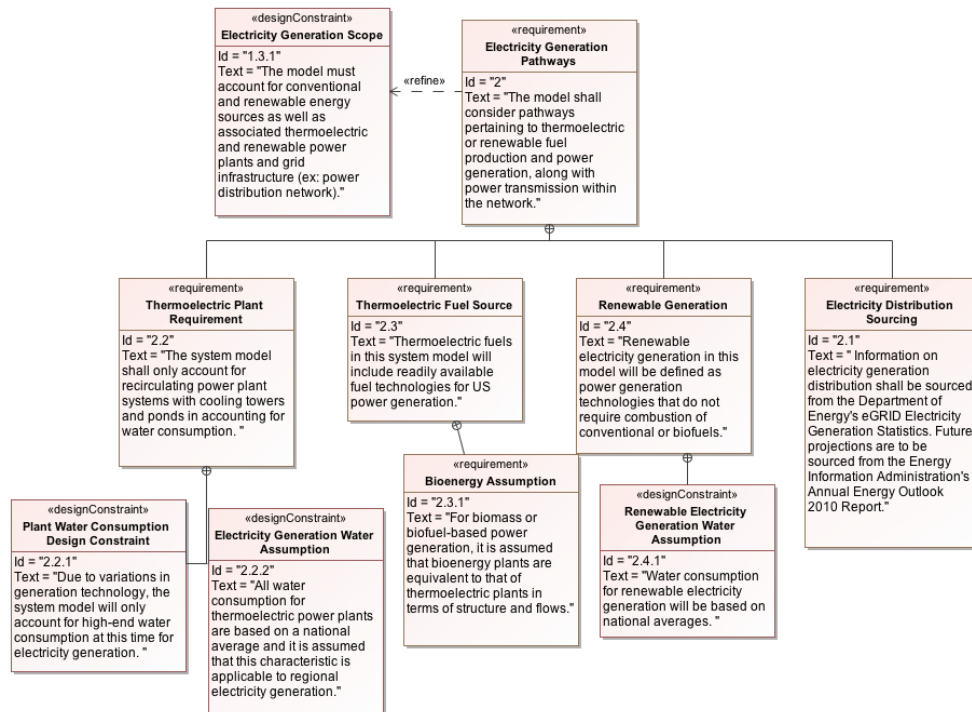 «designConstraint»
Electricity Generation Scope
Id = "1.3.1"
Text = "The model must
account for conventional
and renewable energy
sources as well as
associated thermoelectric
and renewable power
plants and grid
infrastructure (ex: power
distribution network)."
«refine»
«requirement»
Electricity Generation
Pathways
Id = "2"
Text = "The model shall
consider pathways
pertaining to thermoelectric
or renewable fuel
production and power
generation, along with
power transmission within
the network."
«requirement»
Thermoelectric Plant
Requirement
Id = "2.2"
Text = "The system model
shall only account for
recirculating power plant
systems with cooling towers
and ponds in accounting for
water consumption. "
«requirement»
Thermoelectric Fuel Source
Id = "2.3"
Text = "Thermoelectric fuels
in this system model will
include readily available
fuel technologies for US
power generation."
«requirement»
Renewable Generation
Id = "2.4"
Text = "Renewable
electricity generation in this
model will be defined as
power generation
technologies that do not
require combustion of
conventional or biofuels."
«requirement»
Electricity Distribution
Sourcing
Id = "2.1"
Text = " Information on
electricity generation
distribution shall be sourced
from the Department of
Energy's eGRID Electricity
Generation Statistics. Future
projections are to be
sourced from the Energy
Information Administration's
Annual Energy Outlook
2010 Report."
«designConstraint»
Plant Water Consumption
Design Constraint
Id = "2.2.1"
Text = "Due to variations in
generation technology, the
system model will only
account for high-end water
consumption at this time for
electricity generation. "
«designConstraint»
Electricity Generation Water
Assumption
Id = "2.2.2"
Text = "All water
consumption for
thermoelectric power plants
are based on a national
average and it is assumed
that this characteristic is
applicable to regional
electricity generation."
«requirement»
Bioenergy Assumption
Id = "2.3.1"
Text = "For biomass or
biofuel-based power
generation, it is assumed
that bioenergy plants are
equivalent to that of
thermoelectric plants in
terms of structure and flows."
«designConstraint»
Renewable Electricity
Generation Water
Assumption
Id = "2.4.1"
Text = "Water consumption
for renewable electricity
generation will be based on
national averages. "